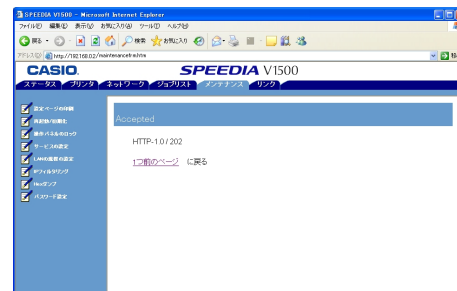 SPEEDIA V1500 - Microsoft Internet Explorer
ファイル(F) 編集(E) 表示(V) お気に入り(A) ツール(T) ヘルプ(H)
戻る 検索 お気に入り
アドレス(D) http://192.168.0.2/maintenancefrm.htm
CASIO. SPEEDIA V1500
ステータス プリンタ ネットワーク ジョブリスト メンテナンス リンク
設定ページの印刷
再起動/初期化
操作パネルのロック
サービスの設定
LANの種類の設定
IPフィルタリング
Hexダンプ
パスワード設定
Accepted
HTTP-1.0 / 202
1つ前のページ に戻る